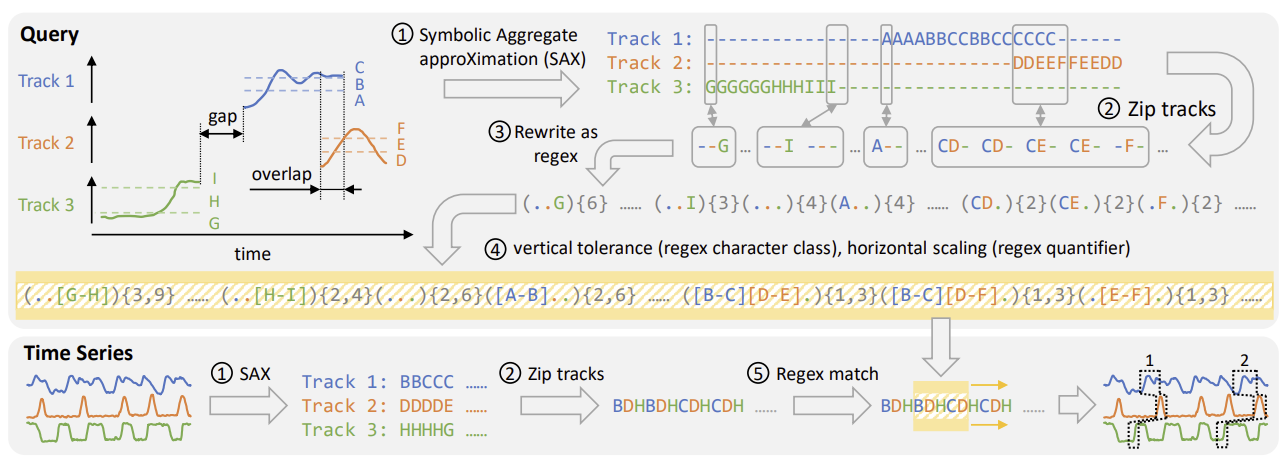 Query
① Symbolic Aggregate
approXimation (SAX)
Track 1
C
B
A
gap
Track 2
F
E
D
overlap
Track 3
I
H
G
time
Track 1: ---------------AAAABBCCBBCCCCCC------
Track 2: --------------------------DDEEFFEEDD
Track 3: GGGGGGHHHIII------------------------
② Zip tracks
③ Rewrite as
regex
--G ... --I --- ... A-- ... CD- CD- CE- CE- -F- ...
(..G){6} ...... (..I){3}(...){4}(A..){4} ...... (CD.){2}(CE.){2}(.F.){2} ......
④ vertical tolerance (regex character class), horizontal scaling (regex quantifier)
(..[G-H]){3,9} ...... (..[H-I]){2,4}(...){2,6}([A-B]..){2,6} ...... ([B-C][D-E].){1,3}([B-C][D-F].){1,3}(.[E-F].){1,3} ......
Time Series
① SAX
Track 1: BBCCC ......
Track 2: DDDDE ......
Track 3: HHHHG ......
② Zip tracks
BDHBDHCDHCDH ......
⑤ Regex match
BDHBDHCDHCDH ......
1
2